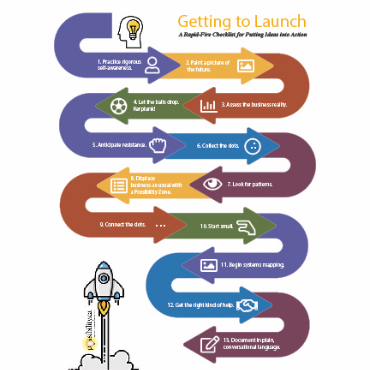 Getting to Launch
A Rapid-Fire Checklist for Putting Ideas into Action
1. Practice rigorous
self-awareness.
2. Paint a picture of
the future.
4. Let the balls drop.
Kerplunk!
3. Assess the business reality.
5. Anticipate resistance.
6. Collect the dots.
8. Displace
business as usual with
a Possibility Zone.
7. Look for patterns.
9. Connect the dots.
10. Start small.
11. Begin systems mapping.
12. Get the right kind of help.
13. Document in plain,
conversational language.